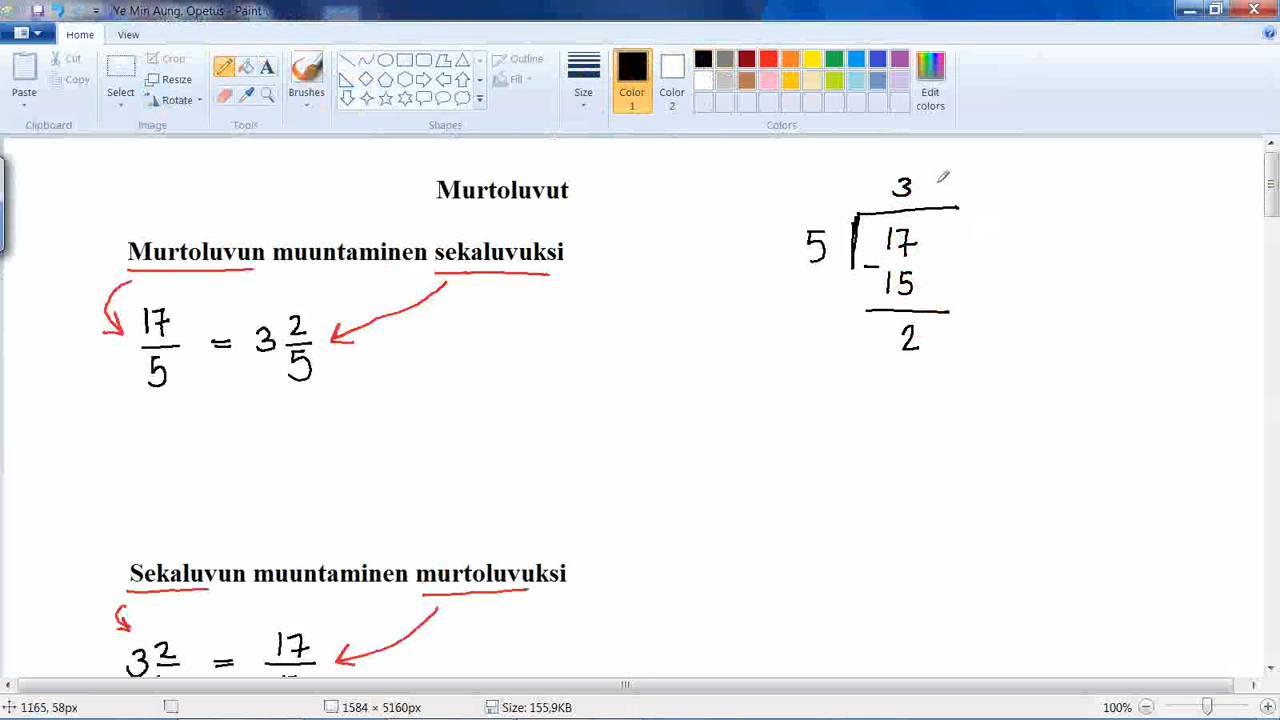 Ye Min Aung. Opetus - Paint
Home View
Paste
Cut
Copy
Clipboard
Select
Crop
Resize
Rotate
Image
A
Tools
Brushes
Outline
Fill
Shapes
Size
Color 1
Color 2
Edit colors
Colors
Murtoluvut
Murtoluvun muuntaminen sekaluvuksi
17/5 = 3 2/5
3
5 17
- 15
2
Sekaluvun muuntaminen murtoluvuksi
3 2 = 17
1165, 58px
1584 × 5160px
Size: 155,9KB
100%